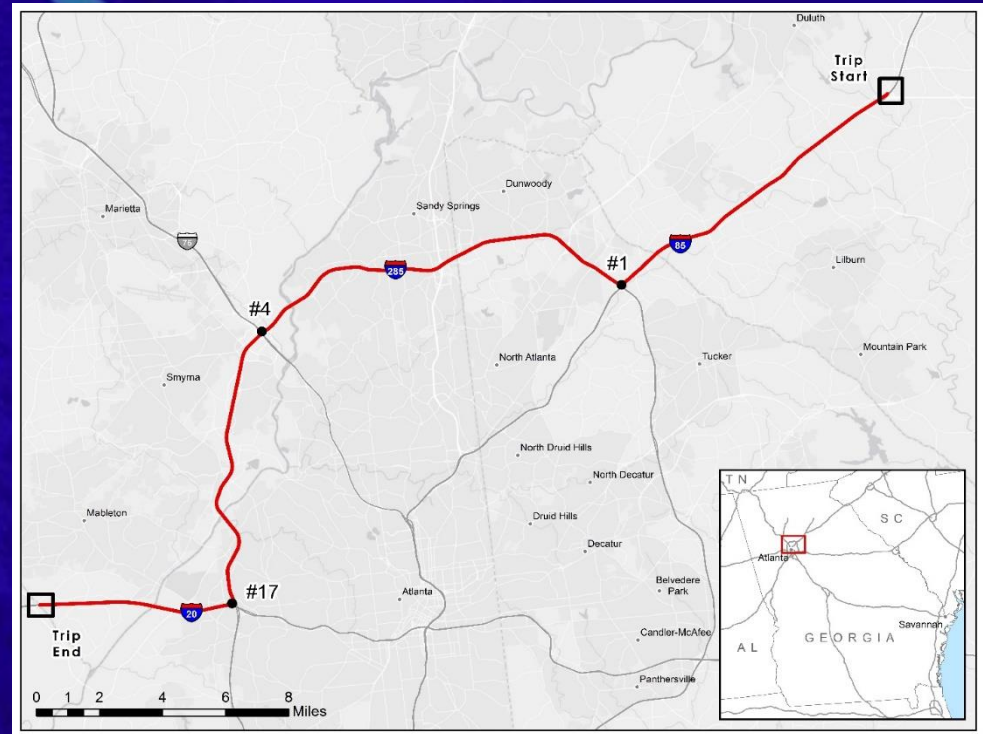 Duluth
Trip
Start
Dunwoody
Sandy Springs
Marietta
75
85
285
#1
Lilburn
#4
North Atlanta
Tucker
Mountain Park
Smyrna
North Druid Hills
North Decatur
Mableton
Druid Hills
Decatur
#17
Atlanta
Belvedere
Park
20
Trip
End
Candler-McAfee
Panthersville
0 1 2 4 6 8
Miles
TN
SC
Atlanta
Savannah
GEORGIA
AL